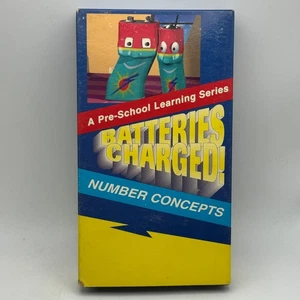 A Pre-School Learning Series
BATTERIES
CHARGED!
NUMBER CONCEPTS